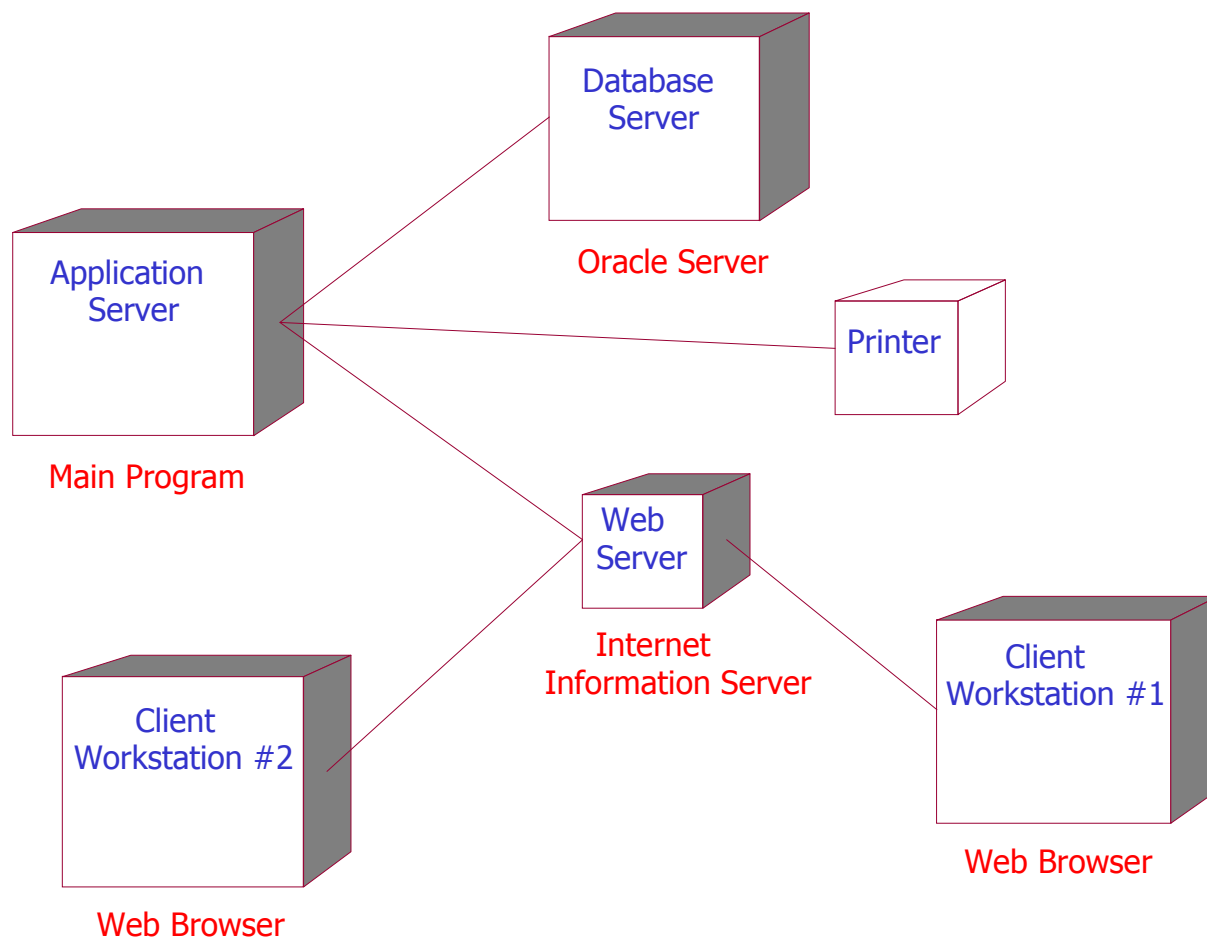 Database
Server
Oracle Server
Application
Server
Main Program
Printer
Web
Server
Internet
Information Server
Client
Workstation #1
Web Browser
Client
Workstation #2
Web Browser